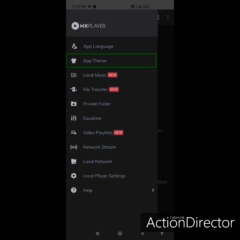 MXPLAYER
App Language
App Theme
Local Music NEW
File Transfer NEW
Private Folder
Equalizer
Video Playlists NEW
Network Stream
Local Network
Local Player Settings
Help
ActionDirector